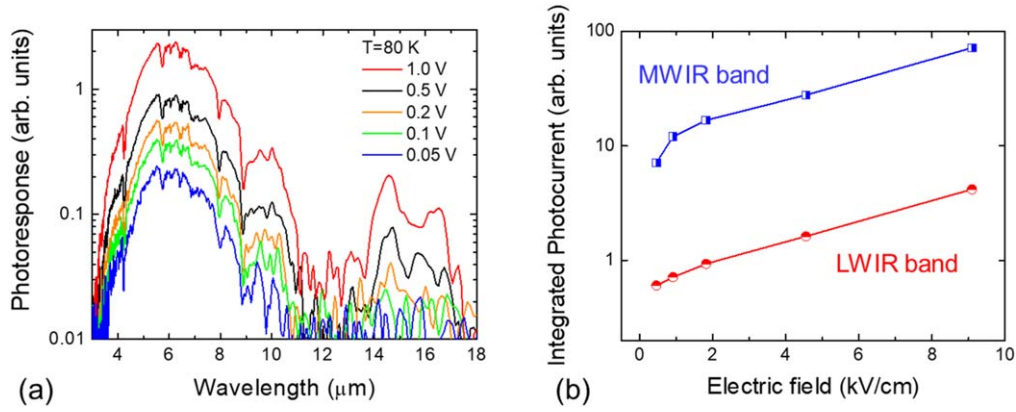 T=80 K
1.0 V
0.5 V
0.2 V
0.1 V
0.05 V
Photoresponse (arb. units)
1
0.1
0.01
4 6 8 10 12 14 16 18
Wavelength (μm)
(a)
MWIR band
LWIR band
Integrated Photocurrent (arb. units)
100
10
1
0 2 4 6 8 10
Electric field (kV/cm)
(b)